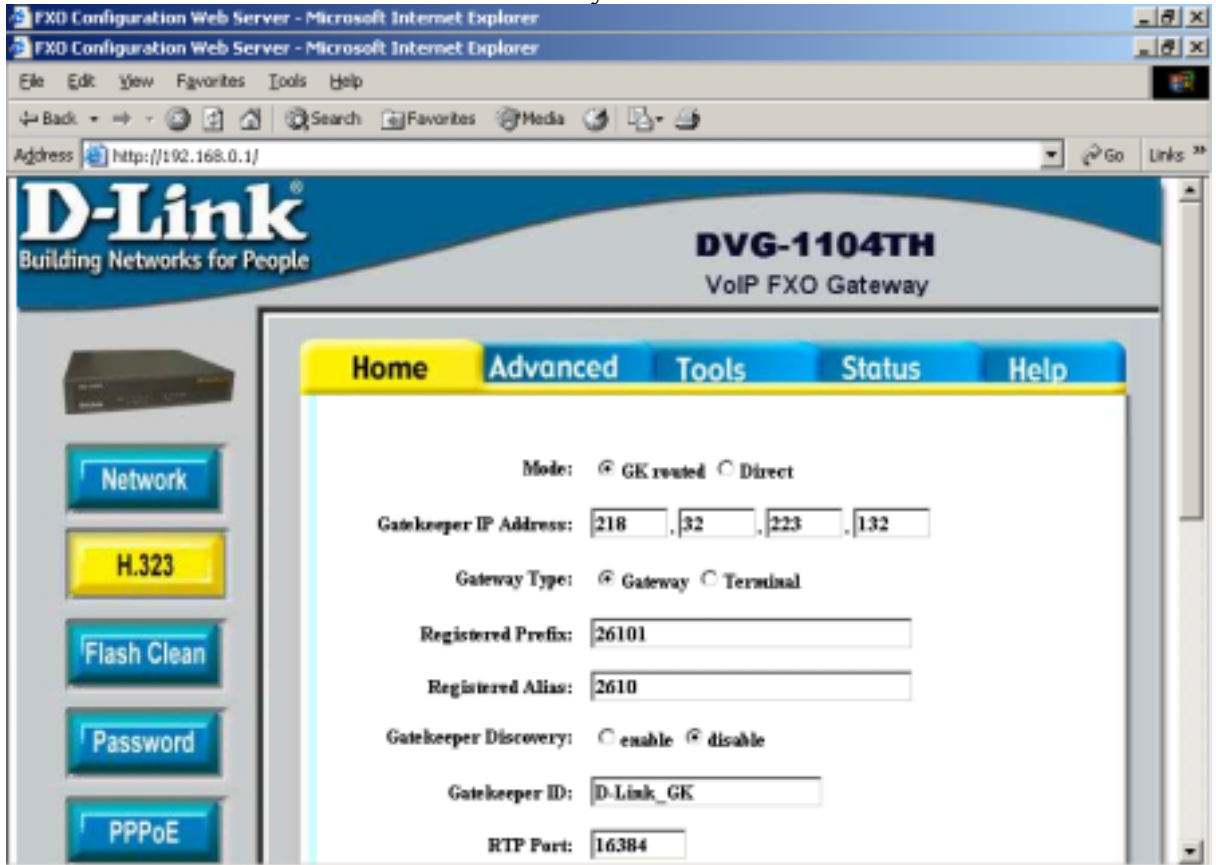 FXO Configuration Web Server - Microsoft Internet Explorer
FXO Configuration Web Server - Microsoft Internet Explorer
File Edit View Favorites Tools Help
Back Search Favorites Media
Address http://192.168.0.1/ Go Links »
D-Link®
Building Networks for People
DVG-1104TH
VoIP FXO Gateway
Home Advanced Tools Status Help
Network
H.323
Flash Clean
Password
PPPoE
Mode: GK routed Direct
Gatekeeper IP Address: 218 . 32 . 223 . 132
Gateway Type: Gateway Terminal
Registered Prefix: 26101
Registered Alias: 2610
Gatekeeper Discovery: enable disable
Gatekeeper ID: D-Link_GK
RTP Port: 16384